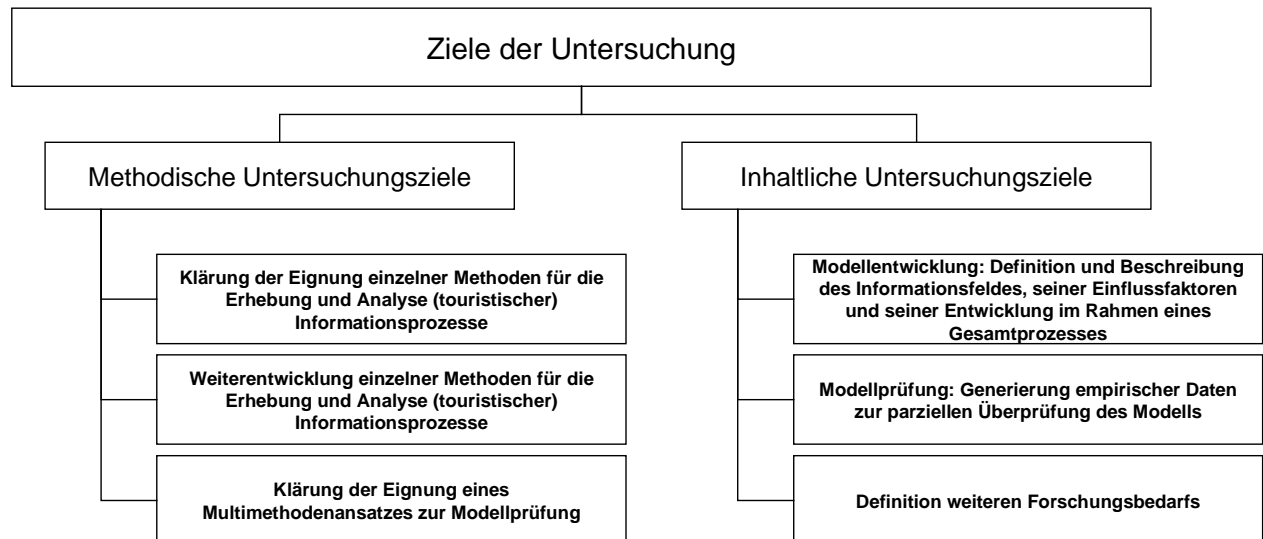 Ziele der Untersuchung
Methodische Untersuchungsziele
Klärung der Eignung einzelner Methoden für die
Erhebung und Analyse (touristischer)
Informationsprozesse
Weiterentwicklung einzelner Methoden für die
Erhebung und Analyse (touristischer)
Informationsprozesse
Klärung der Eignung eines
Multimethodenansatzes zur Modellprüfung
Inhaltliche Untersuchungsziele
Modellentwicklung: Definition und Beschreibung
des Informationsfeldes, seiner Einflussfaktoren
und seiner Entwicklung im Rahmen eines
Gesamtprozesses
Modellprüfung: Generierung empirischer Daten
zur parziellen Überprüfung des Modells
Definition weiteren Forschungsbedarfs